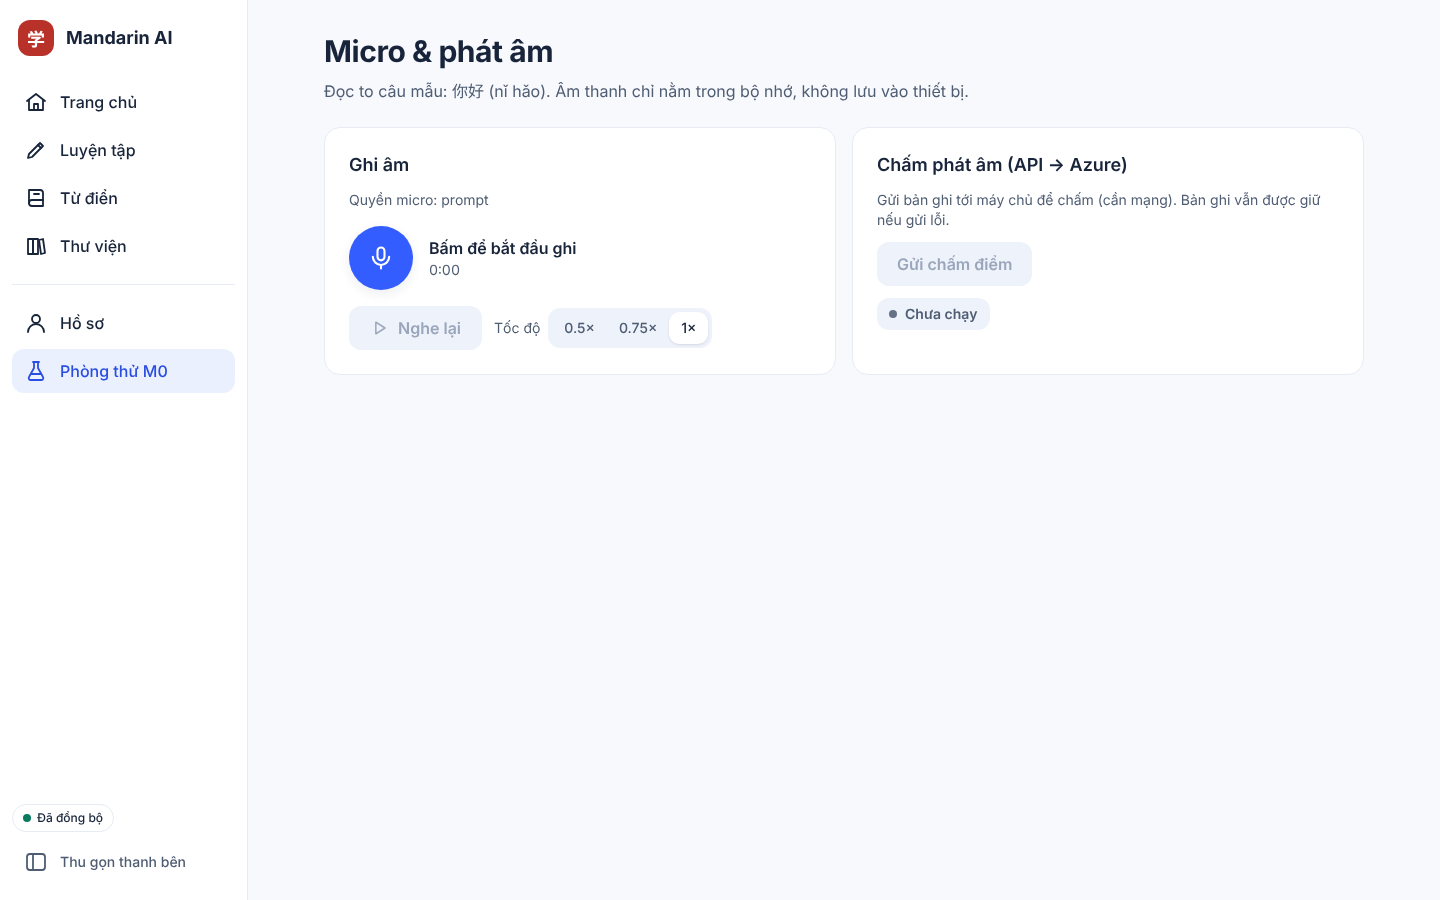 学 Mandarin AI
Trang chủ
Luyện tập
Từ điển
Thư viện
Hồ sơ
Phòng thử M0
Đã đồng bộ
Thu gọn thanh bên
Micro & phát âm
Đọc to câu mẫu: 你好 (nǐ hǎo). Âm thanh chỉ nằm trong bộ nhớ, không lưu vào thiết bị.
Ghi âm
Quyền micro: prompt
Bấm để bắt đầu ghi
0:00
Nghe lại Tốc độ 0.5× 0.75× 1×
Chấm phát âm (API → Azure)
Gửi bản ghi tới máy chủ để chấm (cần mạng). Bản ghi vẫn được giữ
nếu gửi lỗi.
Gửi chấm điểm
Chưa chạy